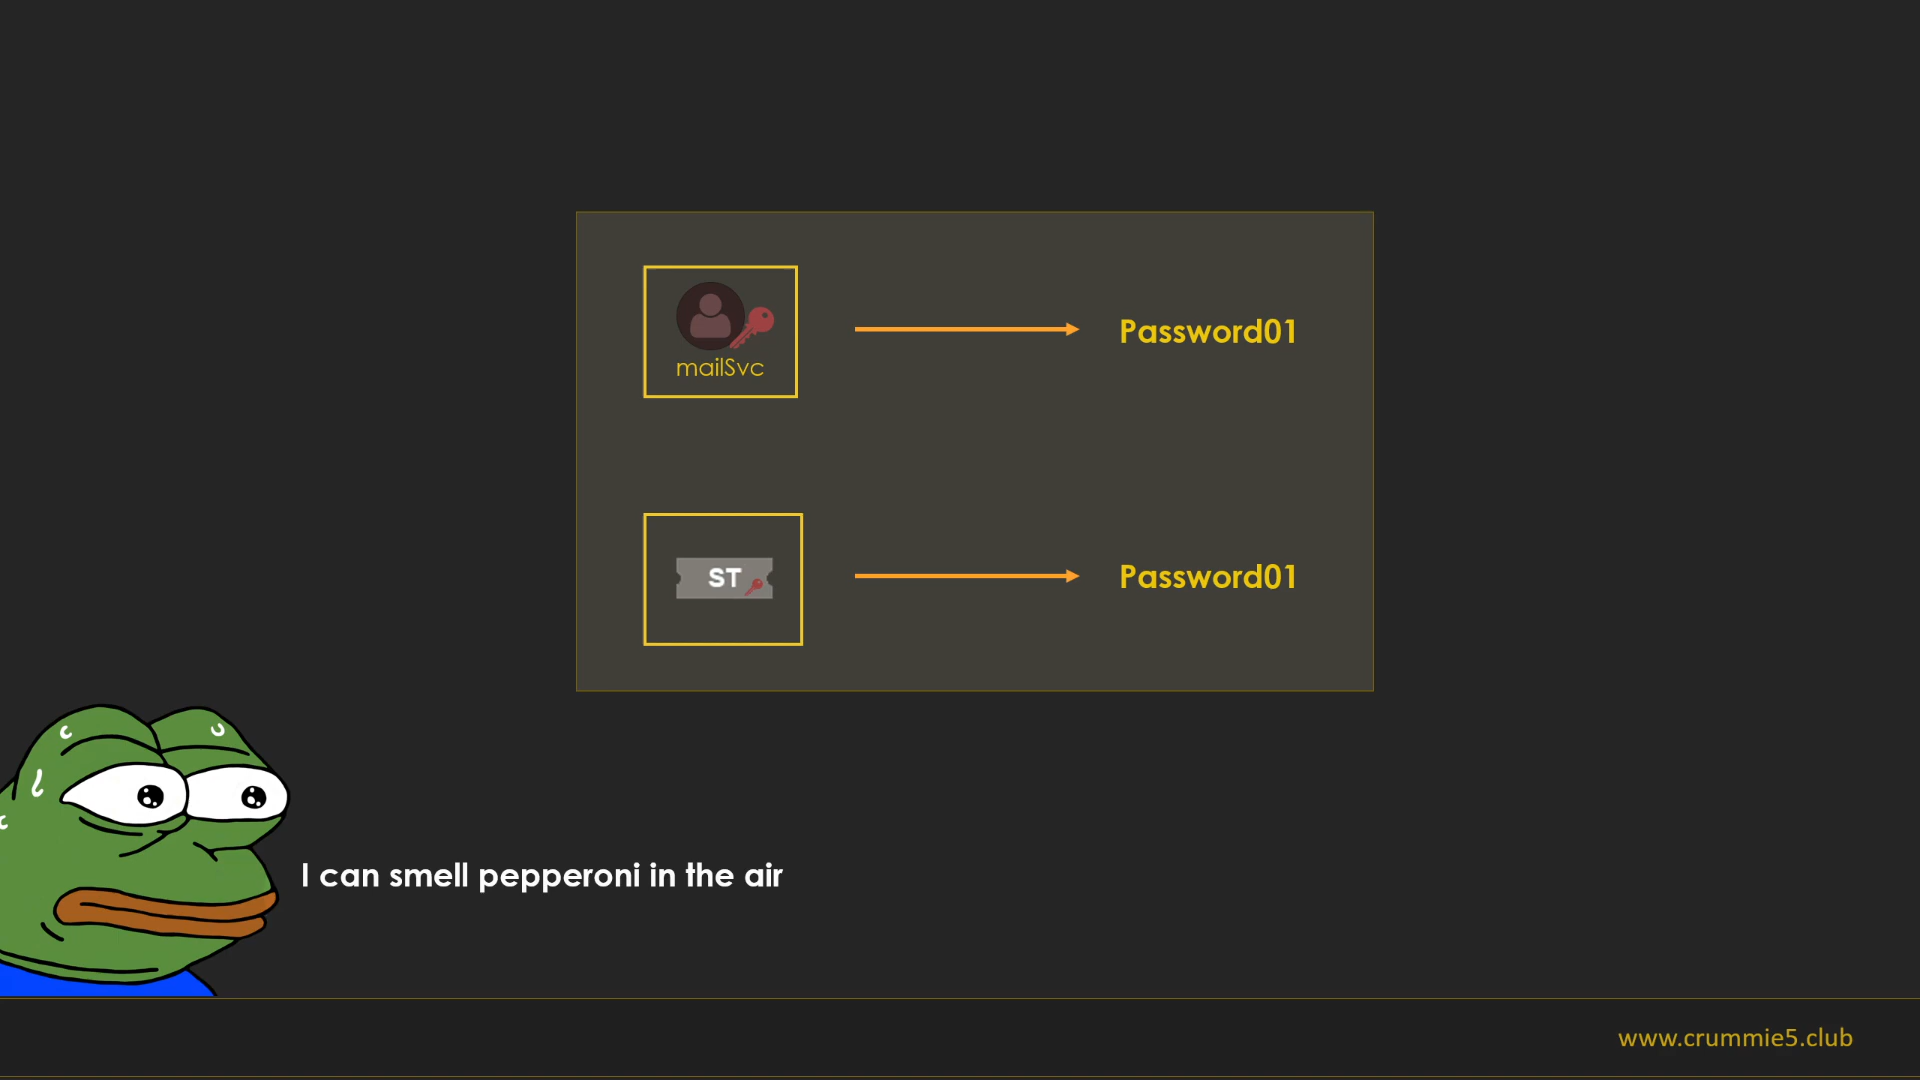 mailSvc
Password01
ST
Password01
I can smell pepperoni in the air
www.crummie5.club